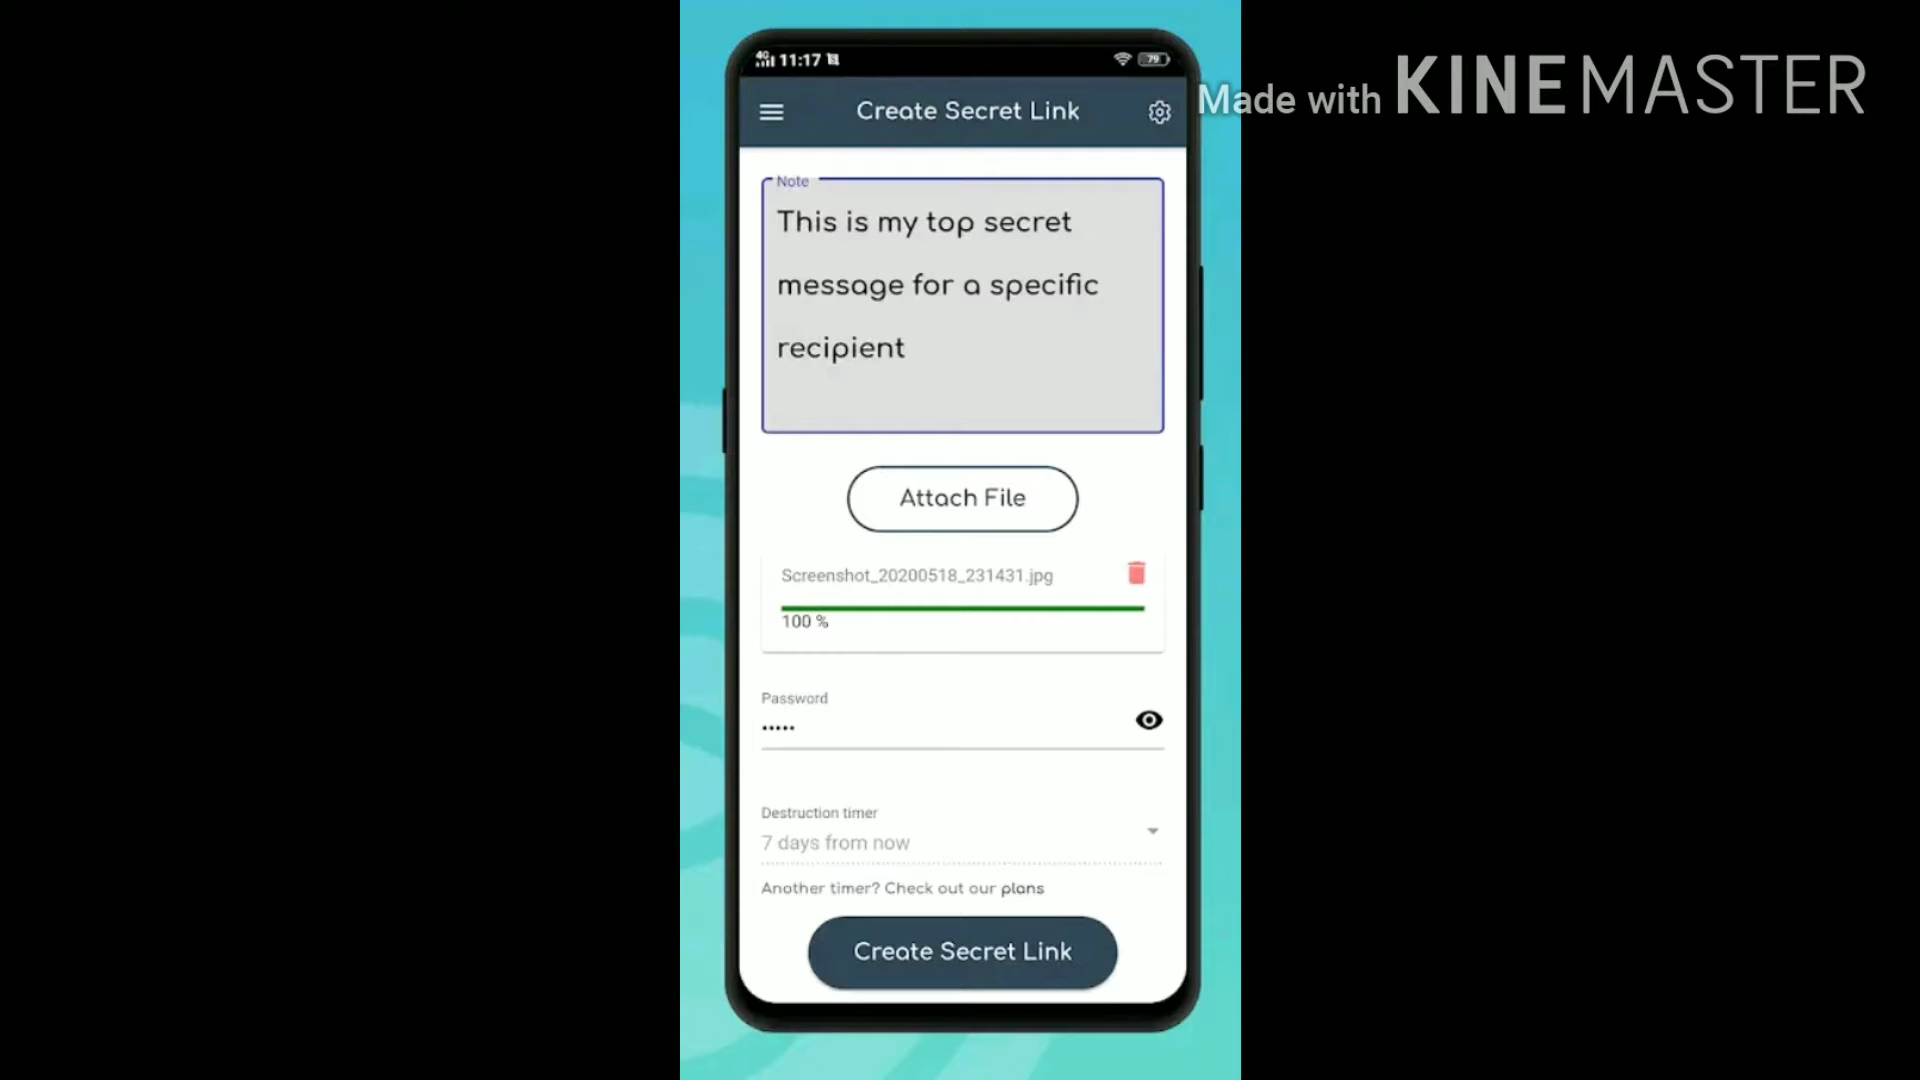 4G 11:17 79
Create Secret Link
Made with KINEMASTER
Note
This is my top secret
message for a specific
recipient
Attach File
Screenshot_20200518_231431.jpg
100 %
Password
•••••
Destruction timer
7 days from now
Another timer? Check out our plans
Create Secret Link